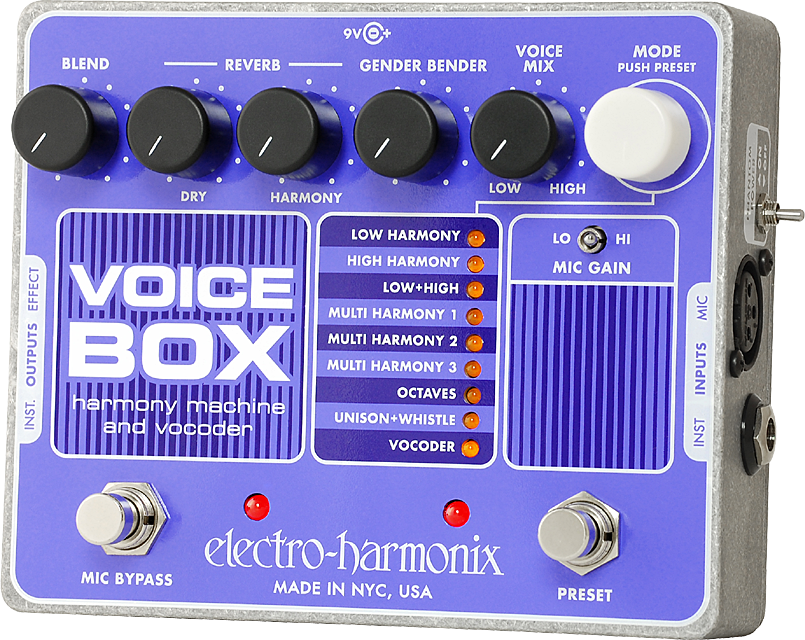 9V
BLEND
REVERB
GENDER BENDER
VOICE
MIX
MODE
PUSH PRESET
DRY
HARMONY
LOW
HIGH
VOICE
BOX
harmony machine
and vocoder
LOW HARMONY
HIGH HARMONY
LOW+HIGH
MULTI HARMONY 1
MULTI HARMONY 2
MULTI HARMONY 3
OCTAVES
UNISON+WHISTLE
VOCODER
LO
HI
MIC GAIN
INST. OUTPUTS EFFECT
INST INPUTS MIC
ON
OFF
MIC BYPASS
electro-harmonix
MADE IN NYC, USA
PRESET